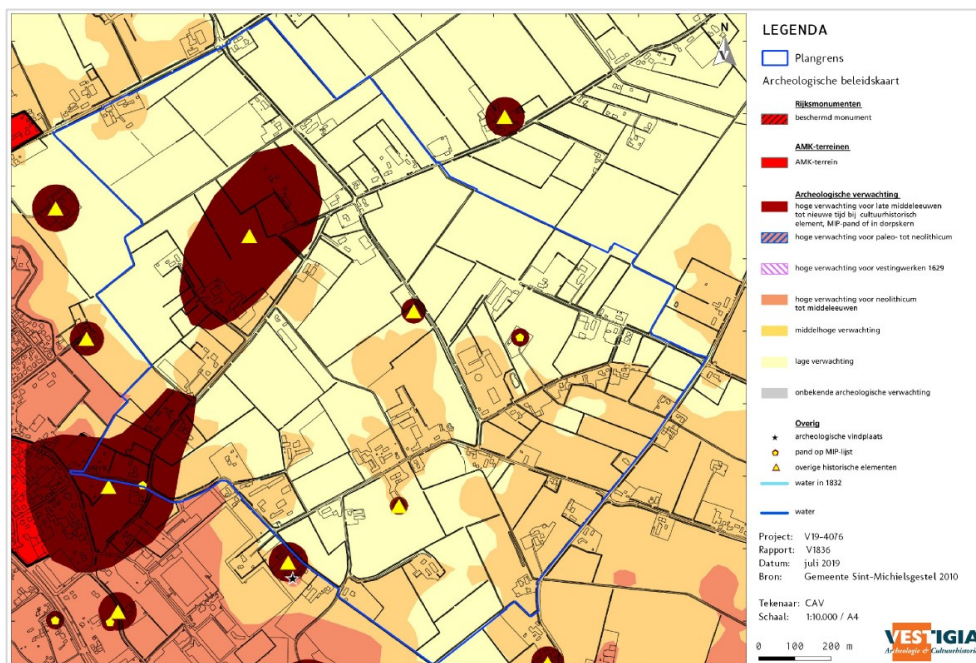 N
LEGENDA
Plangrens
Archeologische beleidskaart
Rijksmonumenten
beschermd monument
AMK-terreinen
AMK-terrein
Archeologische verwachting
hoge verwachting voor late middeleeuwen
tot nieuwe tijd bij cultuurhistorisch
element, MIP-pand of in dorpskern
hoge verwachting voor paleo- tot neolithicum
hoge verwachting voor vestingwerken 1629
hoge verwachting voor neolithicum
tot middeleeuwen
middelhoge verwachting
lage verwachting
onbekende archeologische verwachting
Overig
archeologische vindplaats
pand op MIP-lijst
overige historische elementen
water in 1832
water
Project: V19-4076
Rapport: V1836
Datum: juli 2019
Bron: Gemeente Sint-Michielsgestel 2010
Tekenaar: CAV
Schaal: 1:10.000 / A4
0 100 200 m
VESTIGIA
Archeologie & Cultuurhistorie